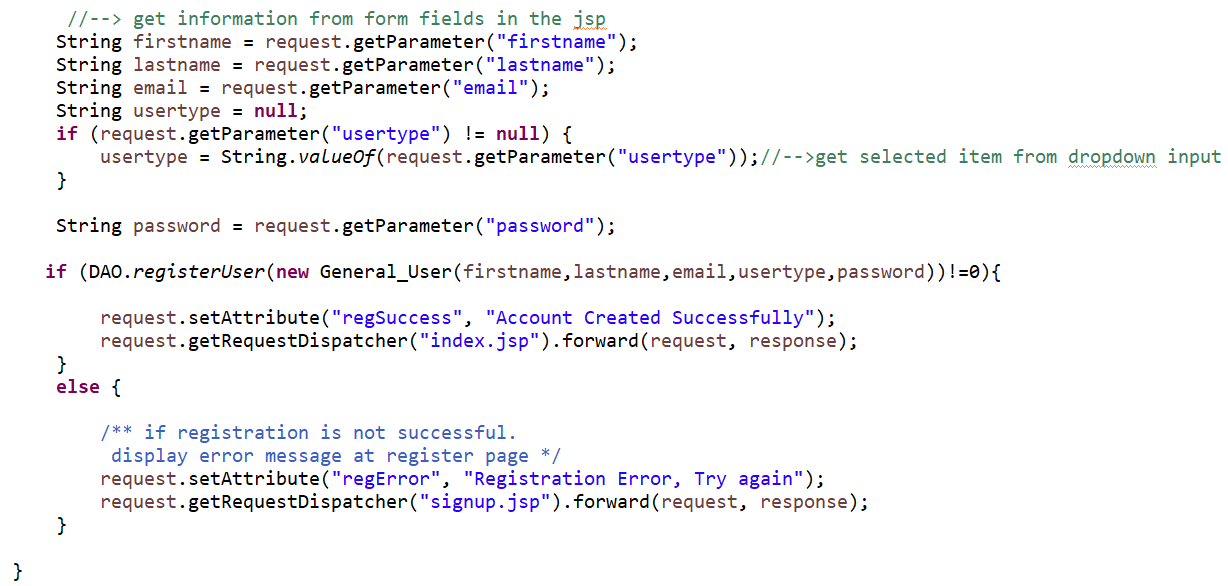 //--> get information from form fields in the jsp
String firstname = request.getParameter("firstname");
String lastname = request.getParameter("lastname");
String email = request.getParameter("email");
String usertype = null;
if (request.getParameter("usertype") != null) {
usertype = String.valueOf(request.getParameter("usertype"));//-->get selected item from dropdown input
}
String password = request.getParameter("password");
if (DAO.registerUser(new General_User(firstname,lastname,email,usertype,password))!=0){
request.setAttribute("regSuccess", "Account Created Successfully");
request.getRequestDispatcher("index.jsp").forward(request, response);
}
else {
/** if registration is not successful.
display error message at register page */
request.setAttribute("regError", "Registration Error, Try again");
request.getRequestDispatcher("signup.jsp").forward(request, response);
}
}